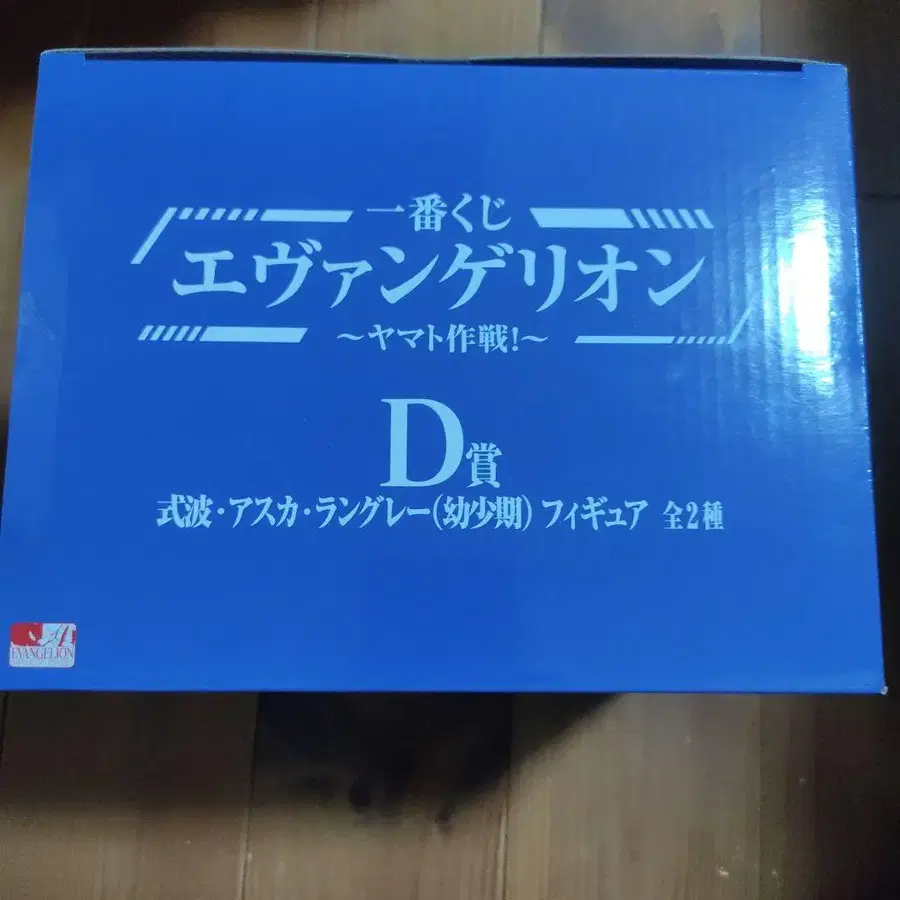 一番くじ
エヴァンゲリオン
~ヤマト作戦!~
D賞
式波・アスカ・ラングレー(幼少期) フィギュア 全2種
EVANGELION